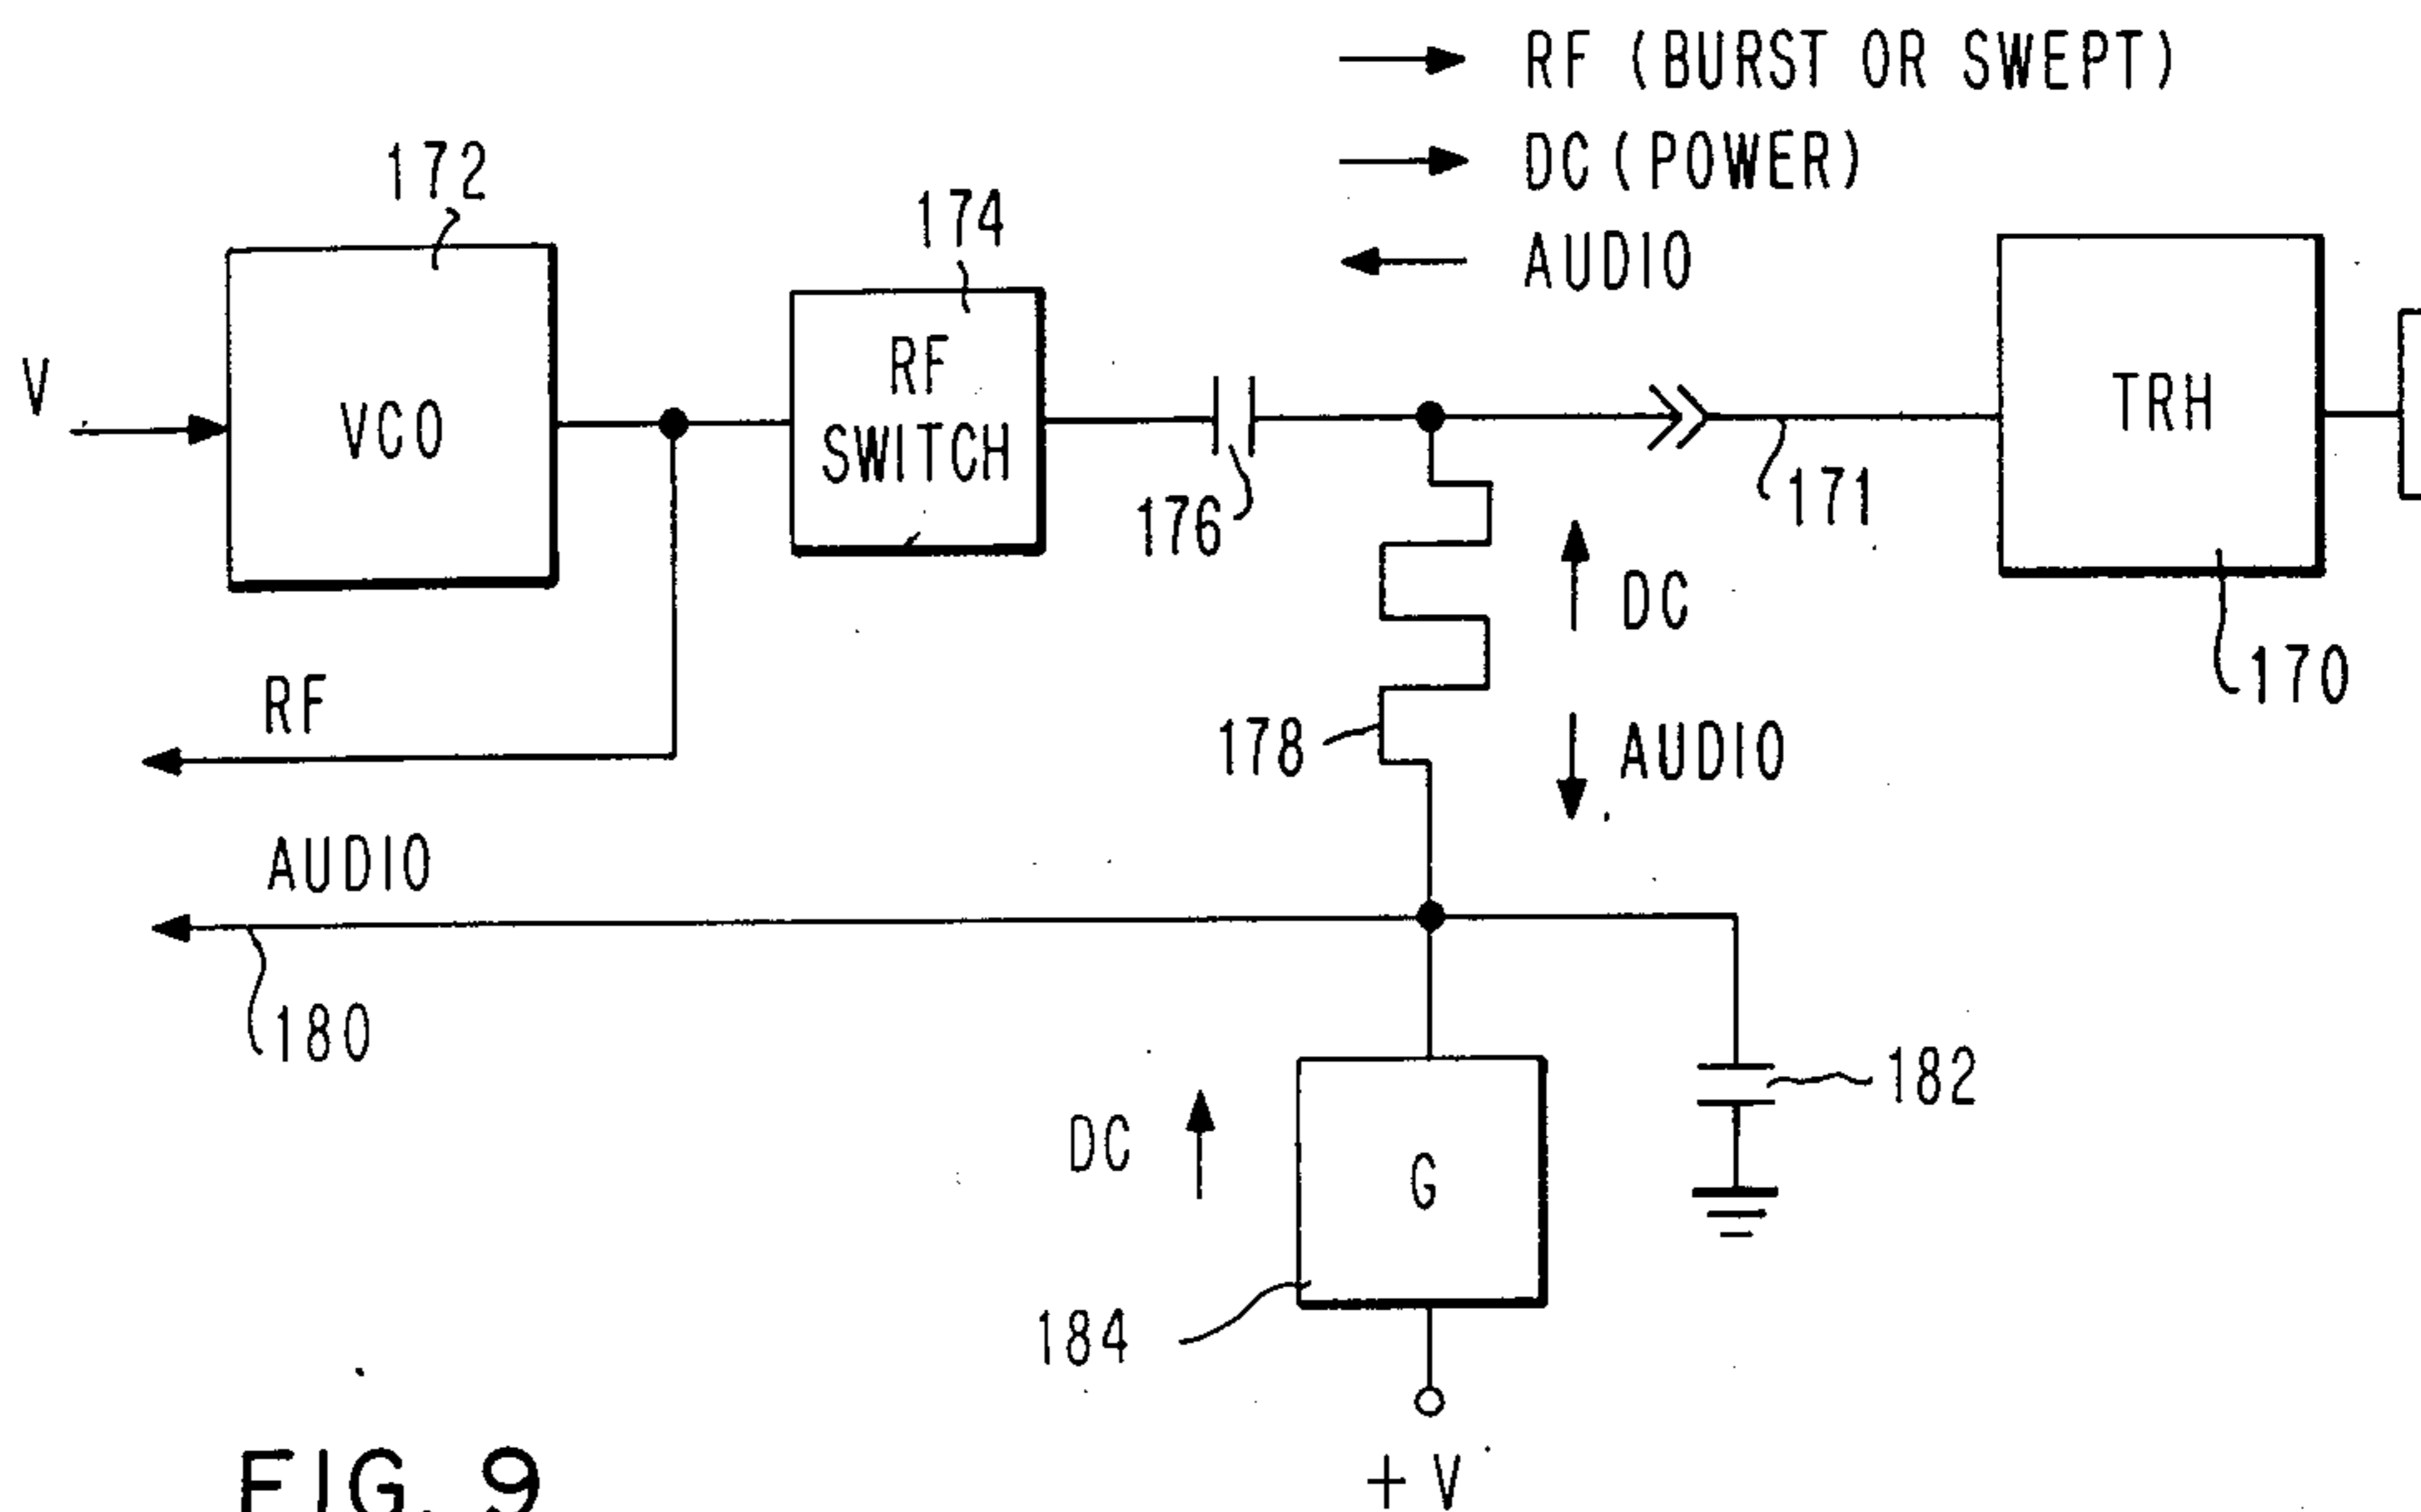 RF (BURST OR SWEPT)
DC (POWER)
AUDIO
172
174
V
VCO
RF
SWITCH
176
171
TRH
170
DC
AUDIO
178
RF
AUDIO
180
182
DC
G
184
+ V
FIG. 9